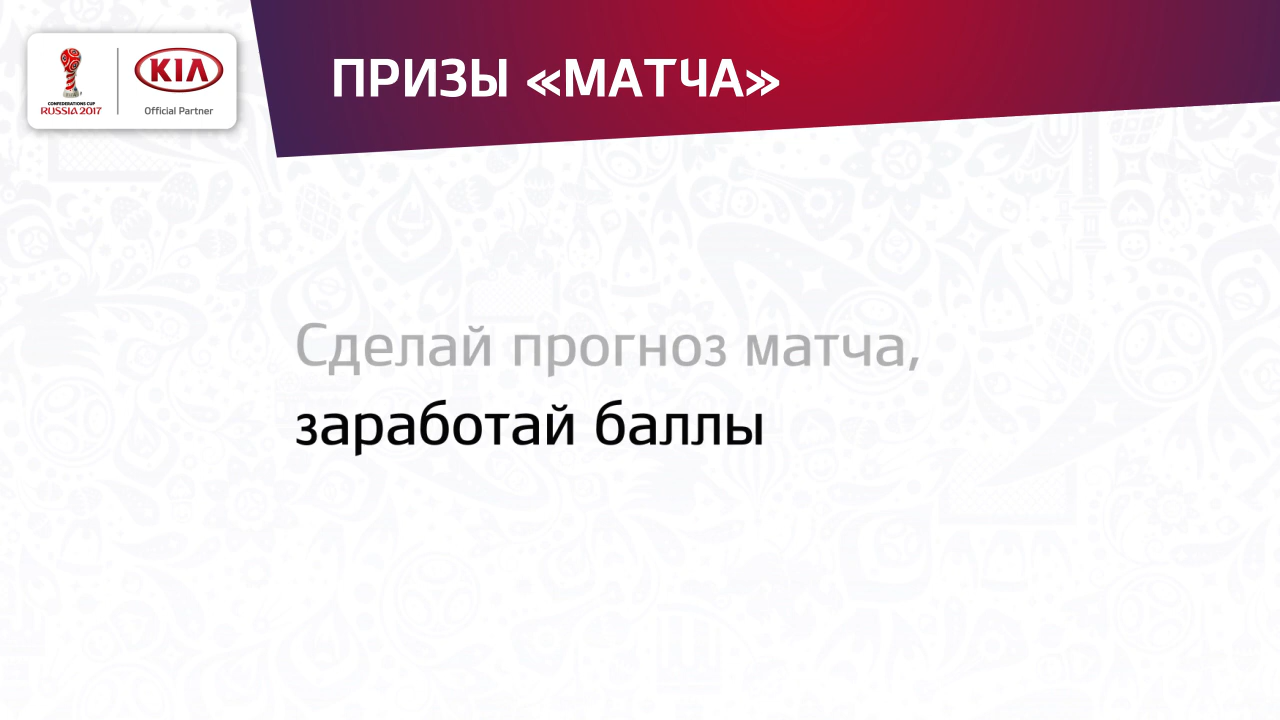 CONFEDERATIONS CUP
RUSSIA 2017
KIA
Official Partner
ПРИЗЫ «МАТЧА»
Сделай прогноз матча,
заработай баллы